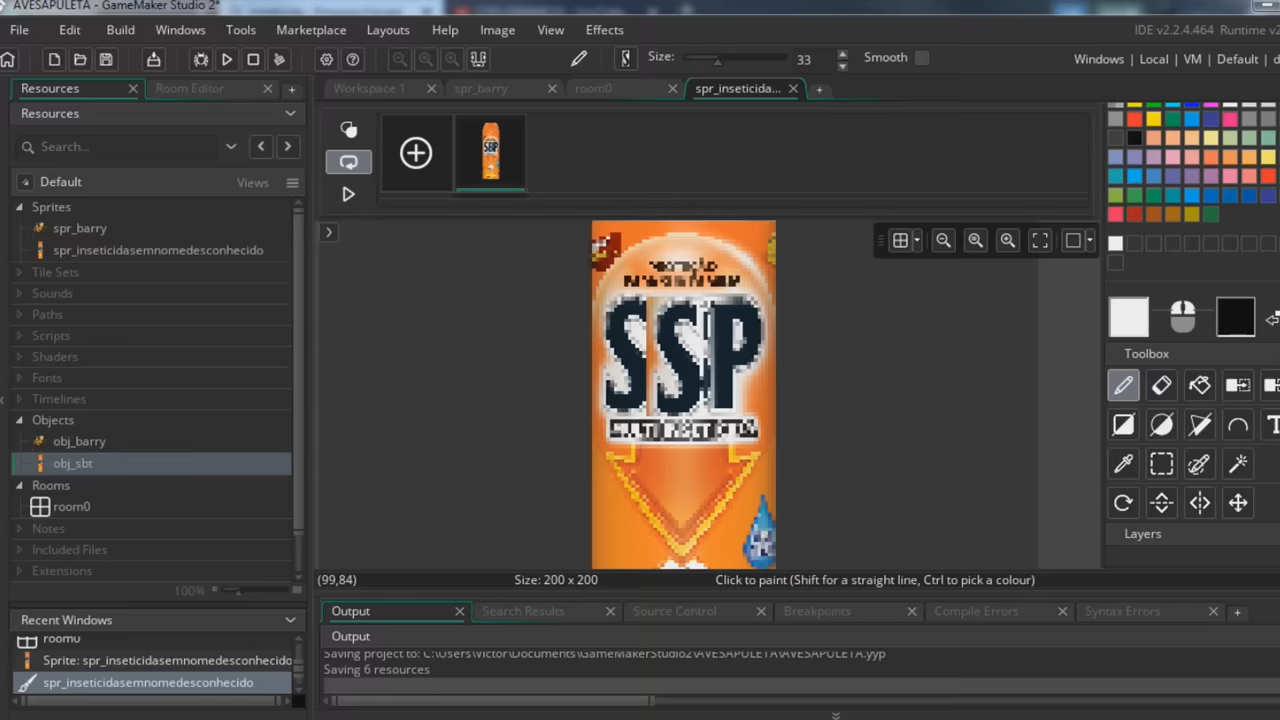 AVESAPULETA - GameMaker Studio 2*
File Edit Build Windows Tools Marketplace Layouts Help Image View Effects
IDE v2.2.4.464 Runtime
Size: 33 Smooth
Windows | Local | VM | Default |
Resources Room Editor
Workspace 1 spr_barry room0 spr_inseticida...
Resources
Search...
Default Views
Sprites
spr_barry
spr_inseticidasemnomedesconhecido
Tile Sets
Sounds
Paths
Scripts
Shaders
Fonts
Timelines
Objects
obj_barry
obj_sbt
Rooms
room0
Notes
Included Files
Extensions
100%
Recent Windows
room0
Sprite: spr_inseticidasemnomedesconhecido
spr_inseticidasemnomedesconhecido
SBP
PROTEÇÃO
SSP
Toolbox
Layers
(99,84) Size: 200 x 200 Click to paint (Shift for a straight line, Ctrl to pick a colour)
Output Search Results Source Control Breakpoints Compile Errors Syntax Errors
Output
Saving project to: C:\Users\Victor\Documents\GameMakerStudio2\AVESAPULETA\AVESAPULETA.yyp
Saving 6 resources